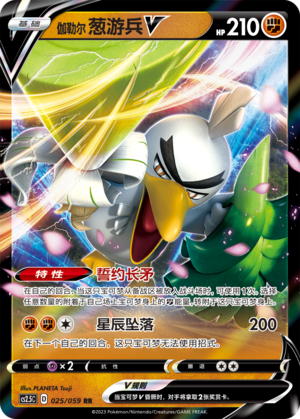 基础
伽勒尔 葱游兵V
HP 210
特性 誓约长矛
在自己的回合，当这只宝可梦从备战区被放入战斗场时，可使用1次。选择
任意数量的附着于自己场上宝可梦身上的能量，转附于这只宝可梦身上。
星辰坠落 200
在下一个自己的回合，这只宝可梦无法使用招式。
弱点 ×2 抵抗力 撤退
Illus. PLANETA Tsuji
V规则
当宝可梦V昏厥时，对手将拿取2张奖赏卡。
CS2.5C D 025/059 RR
©2023 Pokémon/Nintendo/Creatures/GAME FREAK.